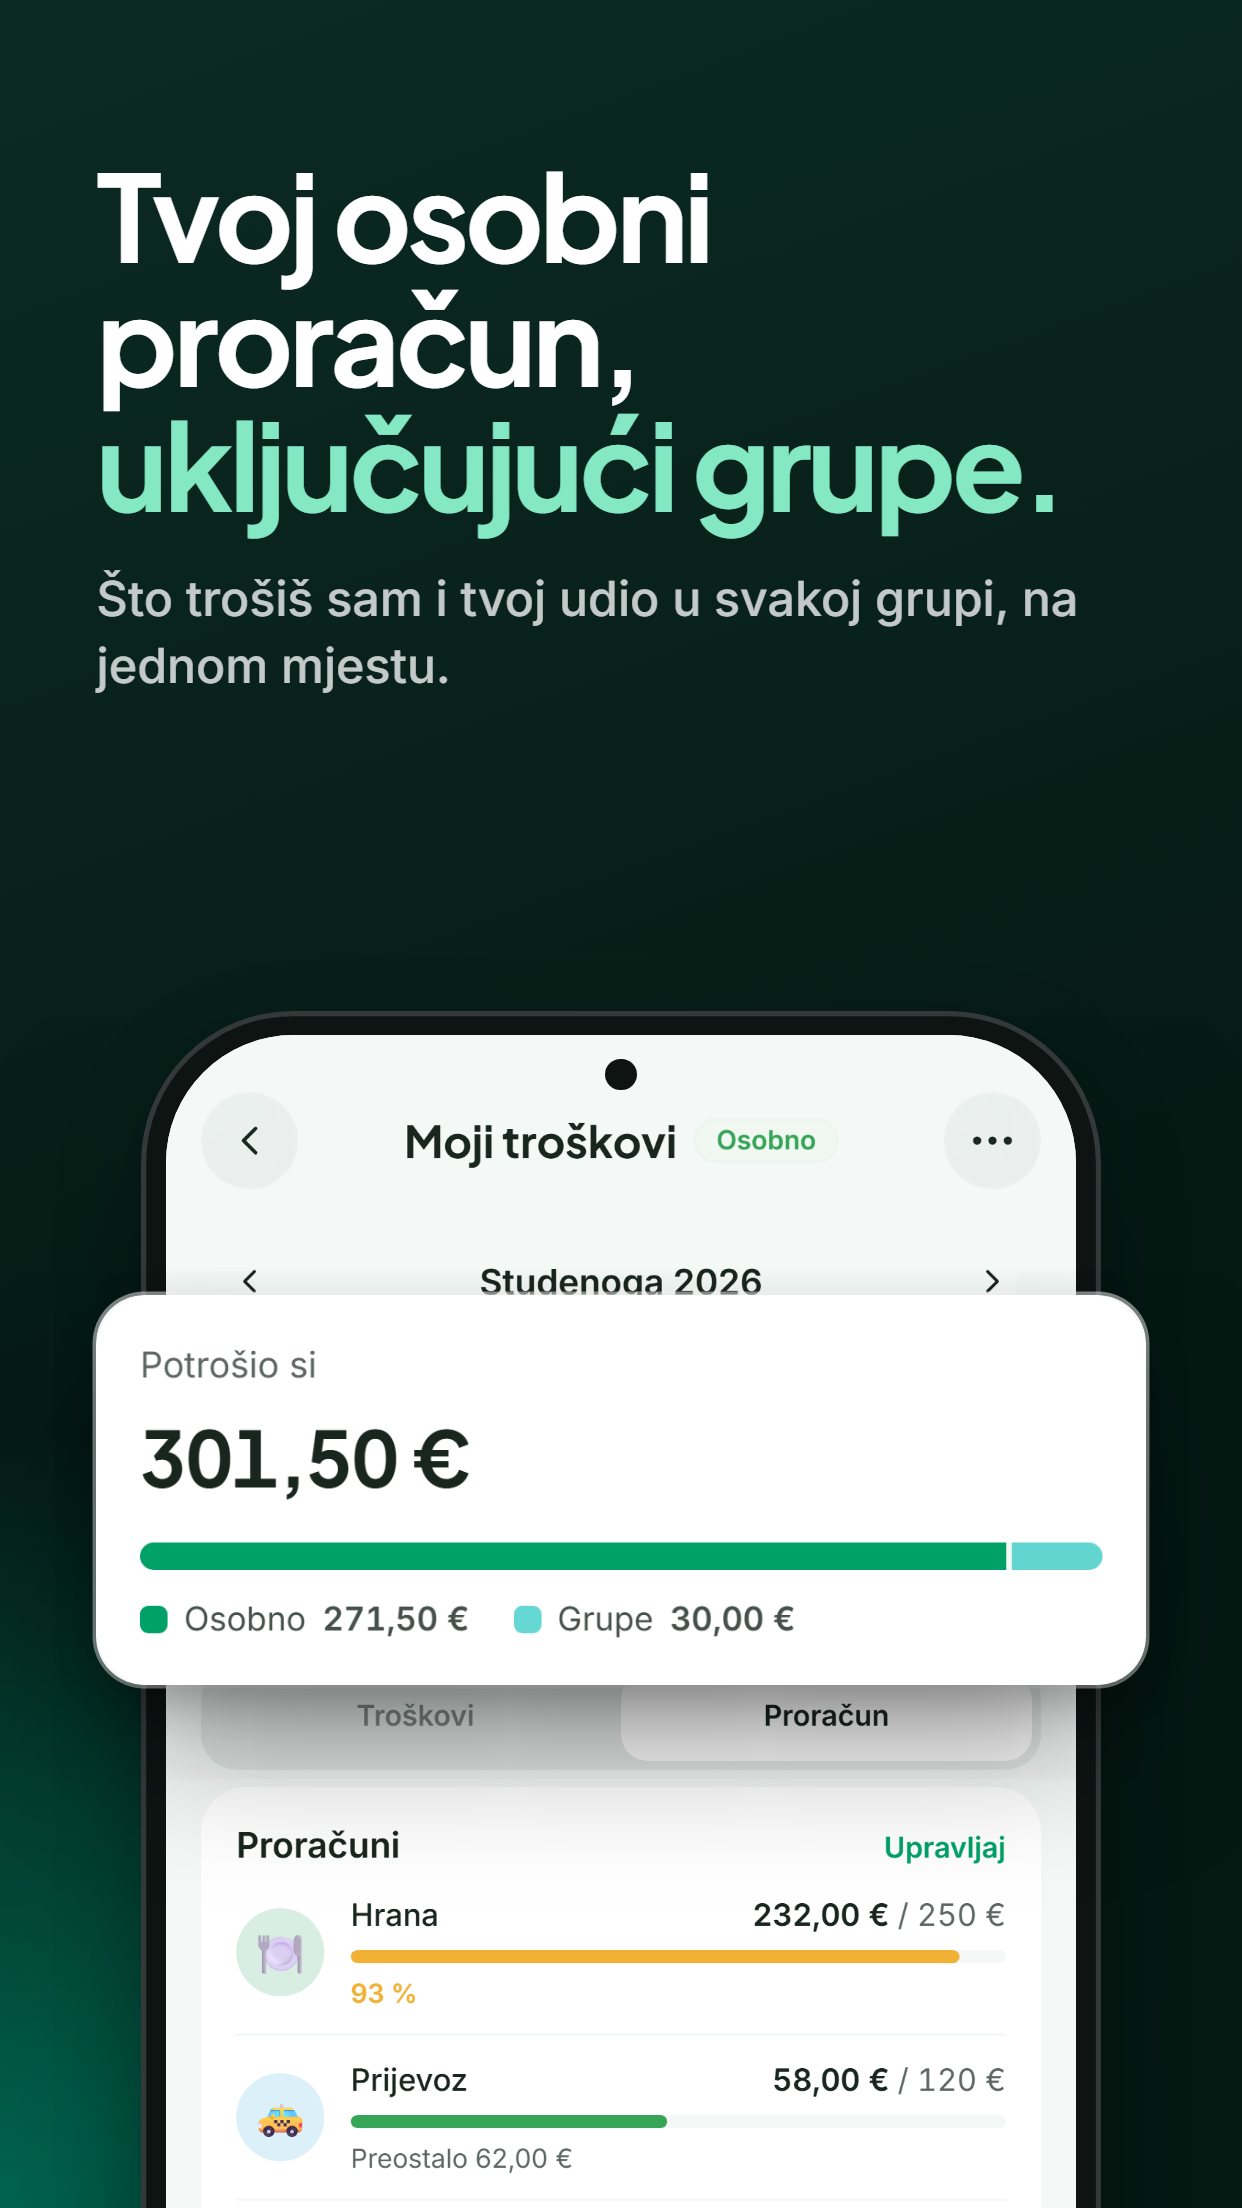 Tvoj osobni
proračun,
uključujući grupe.
Što trošiš sam i tvoj udio u svakoj grupi, na
jednom mjestu.
Moji troškovi Osobno
Studenoga 2026
Potrošio si
301,50 €
Osobno 271,50 € Grupe 30,00 €
Troškovi Proračun
Proračuni Upravljaj
Hrana 232,00 € / 250 €
93 %
Prijevoz 58,00 € / 120 €
Preostalo 62,00 €